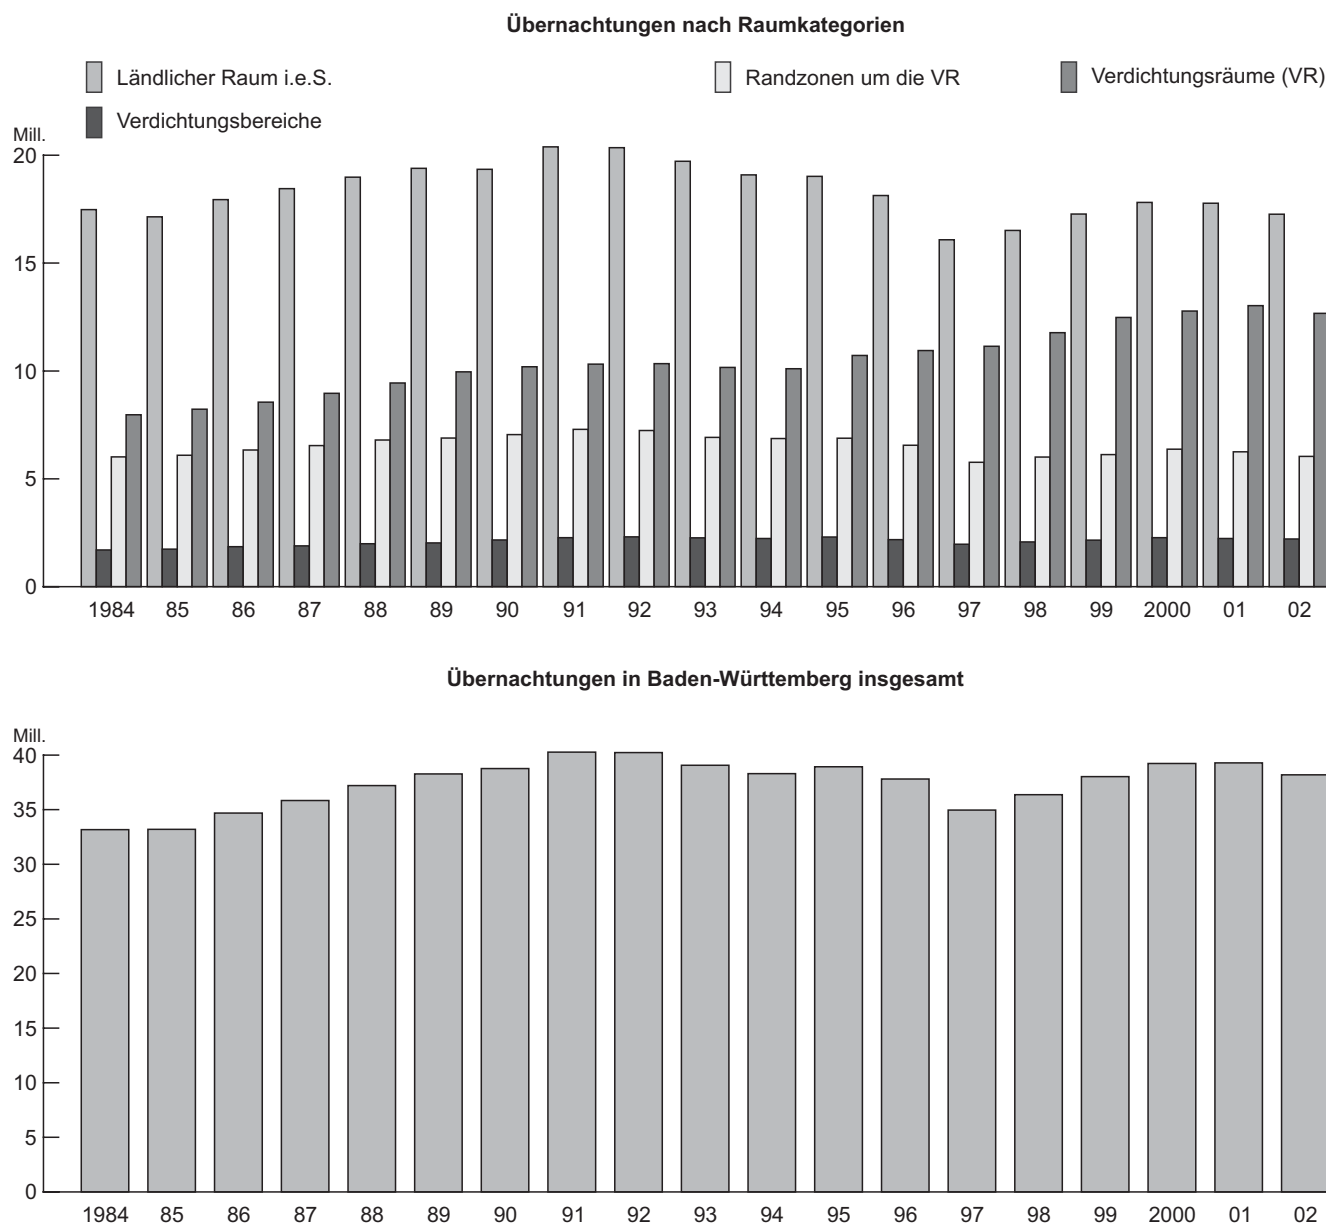 Übernachtungen nach Raumkategorien
Ländlicher Raum i.e.S. Randzonen um die VR Verdichtungsräume (VR)
Verdichtungsbereiche
Mill.
20
15
10
5
0
1984 85 86 87 88 89 90 91 92 93 94 95 96 97 98 99 2000 01 02
Übernachtungen in Baden-Württemberg insgesamt
Mill.
40
35
30
25
20
15
10
5
0
1984 85 86 87 88 89 90 91 92 93 94 95 96 97 98 99 2000 01 02